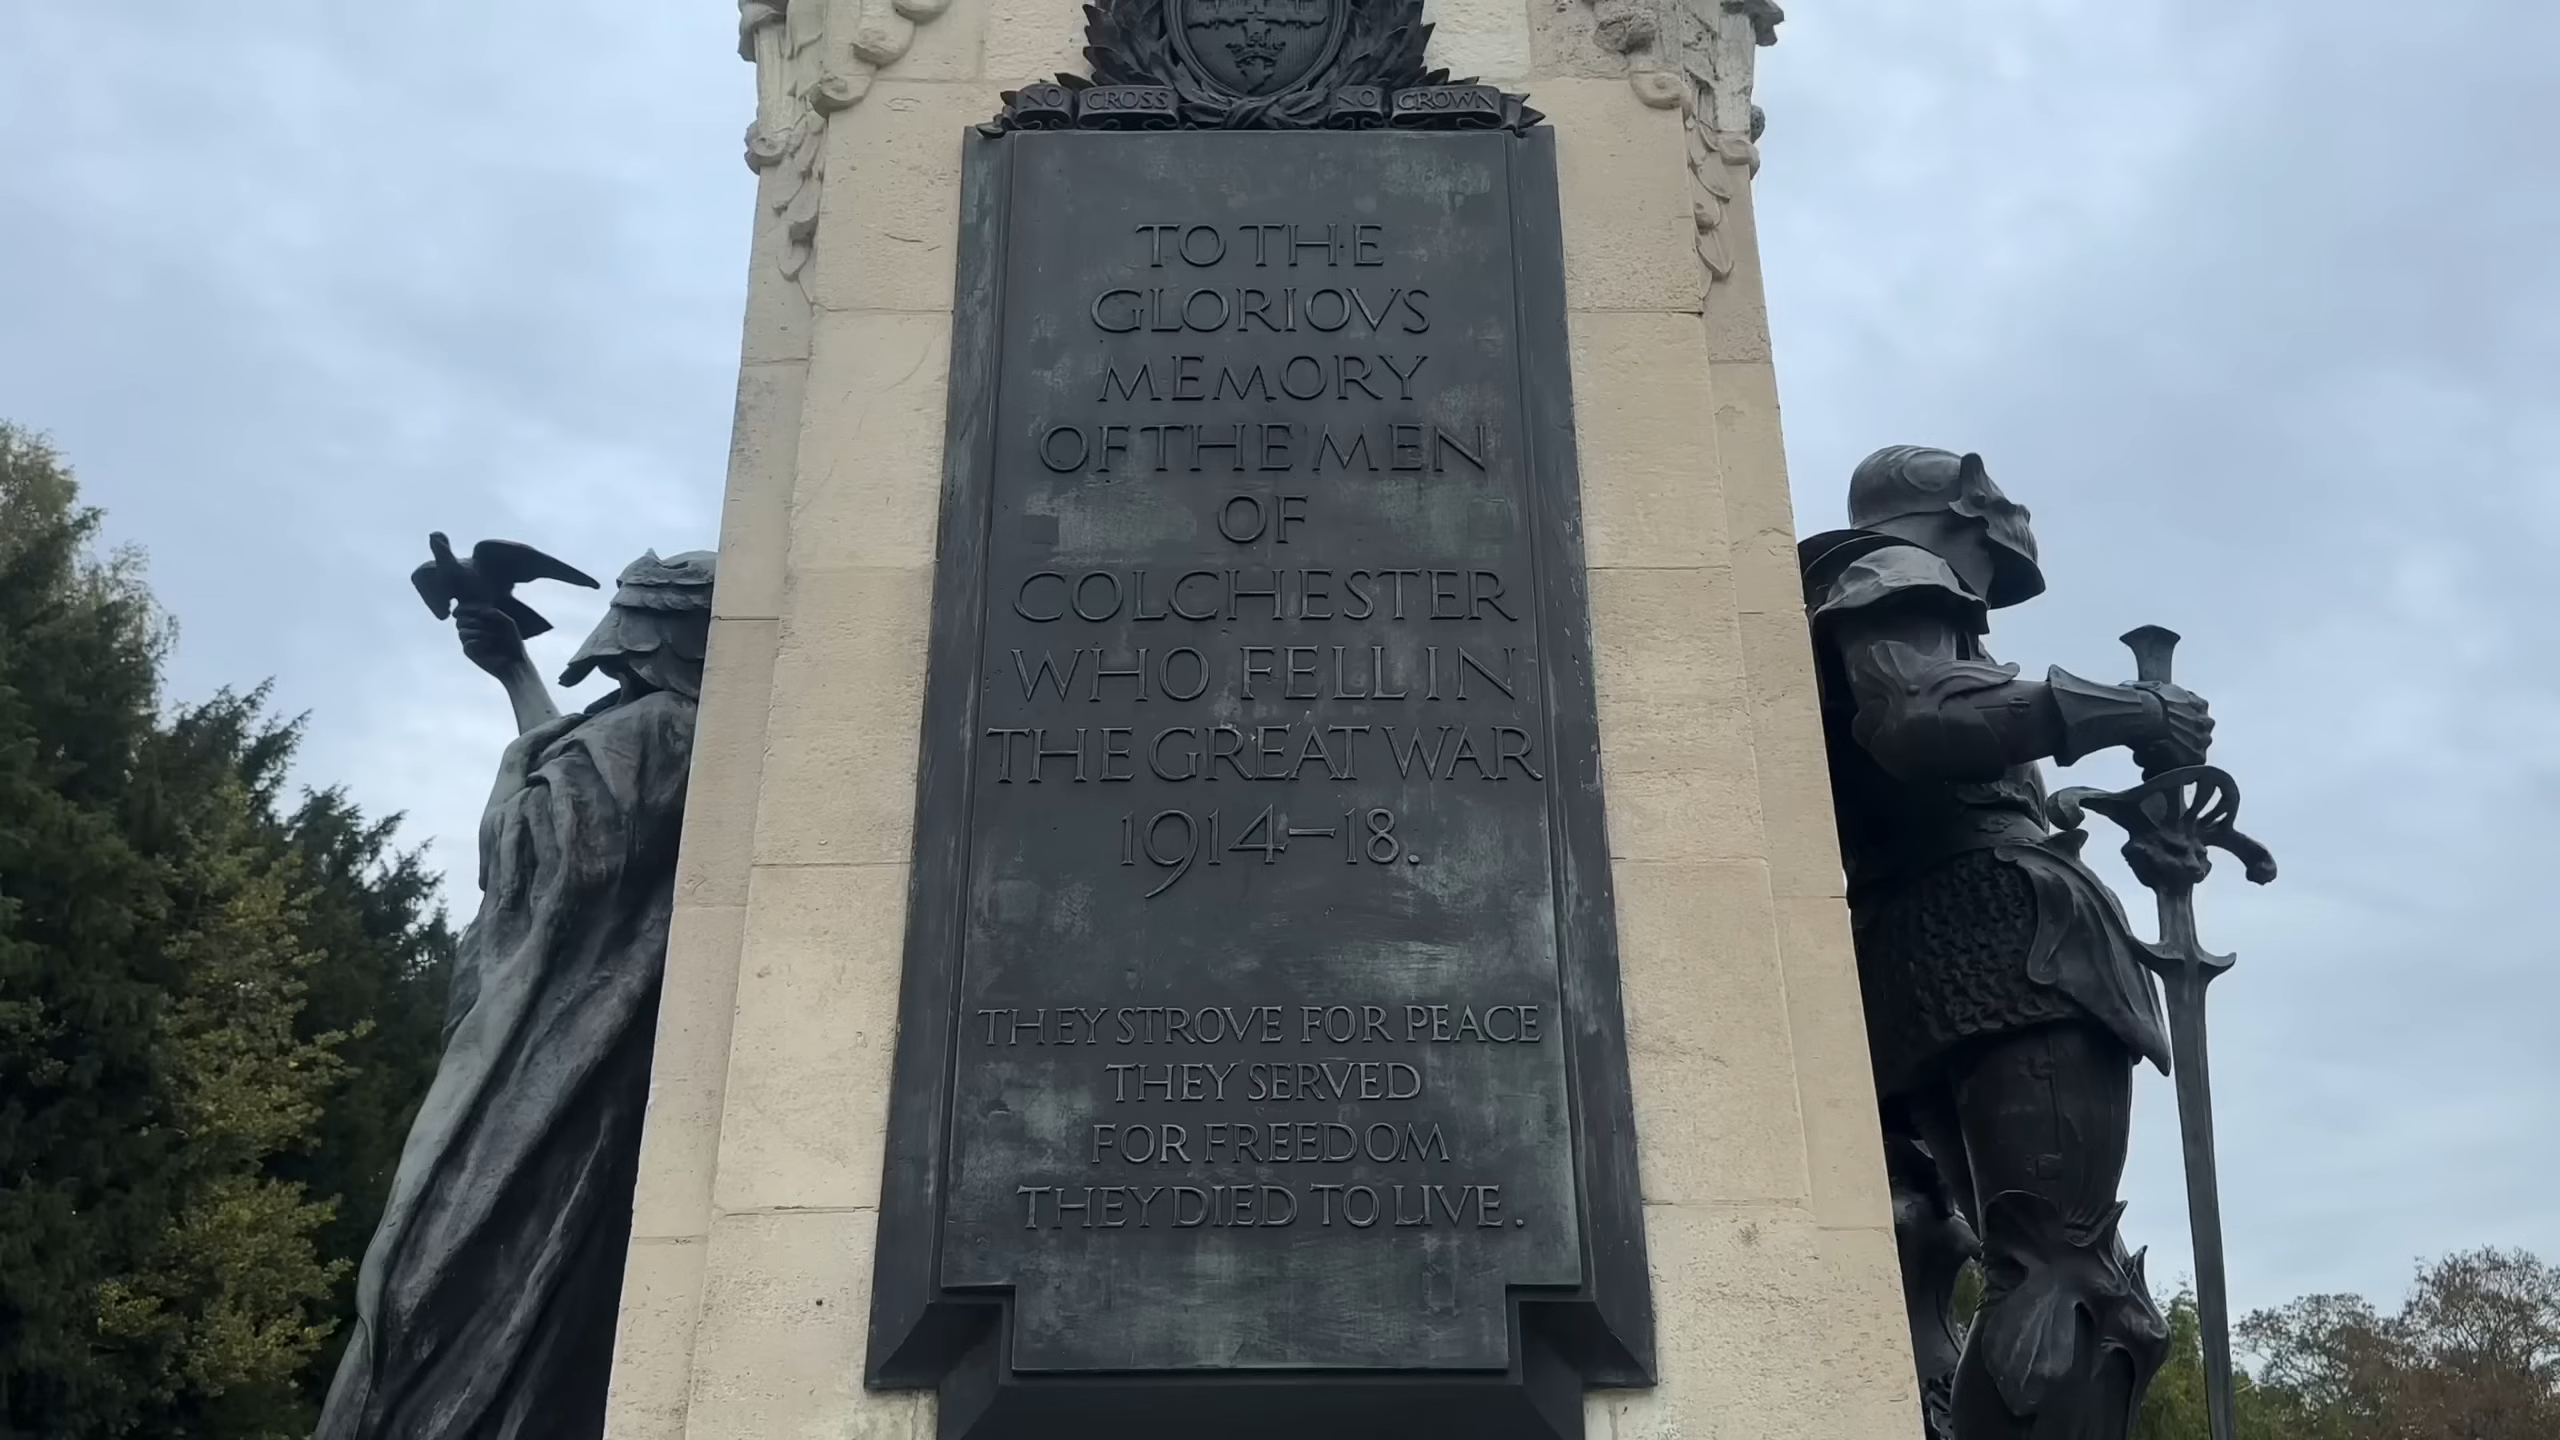 NO CROSS NO CROWN
TO THE
GLORIOVS
MEMORY
OF THE MEN
OF
COLCHESTER
WHO FELL IN
THE GREAT WAR
1914–18.
THEY STROVE FOR PEACE
THEY SERVED
FOR FREEDOM
THEY DIED TO LIVE.